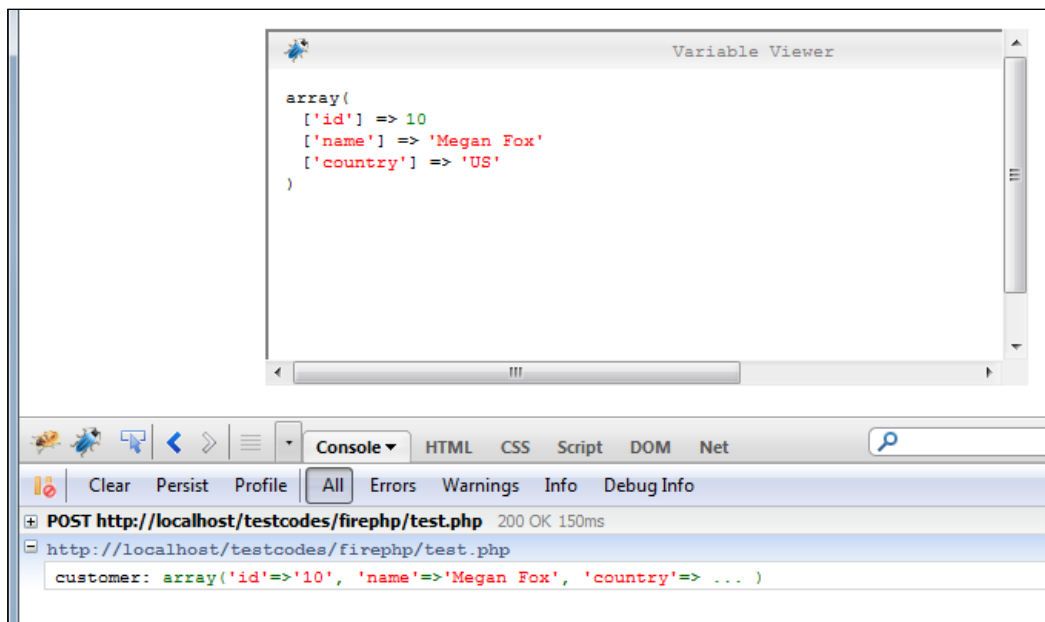 Variable Viewer
array(
['id'] => 10
['name'] => 'Megan Fox'
['country'] => 'US'
)
Console HTML CSS Script DOM Net
Clear Persist Profile All Errors Warnings Info Debug Info
POST http://localhost/testcodes/firephp/test.php 200 OK 150ms
http://localhost/testcodes/firephp/test.php
customer: array('id'=>'10', 'name'=>'Megan Fox', 'country'=> ... )